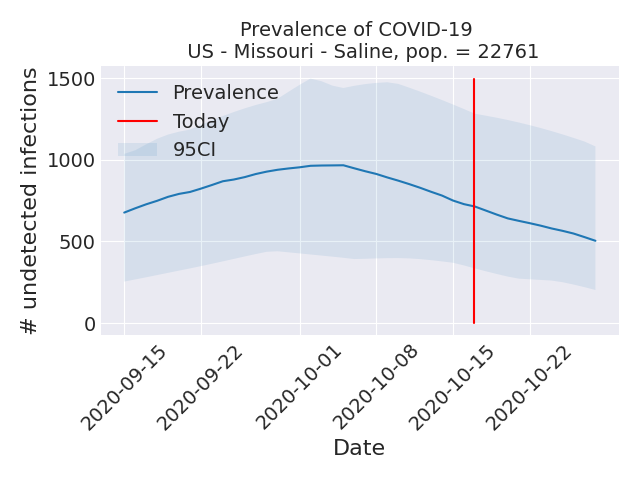 Prevalence of COVID-19
US - Missouri - Saline, pop. = 22761
# undetected infections
1500
1000
500
0
Prevalence
Today
95CI
2020-09-15
2020-09-22
2020-10-01
2020-10-08
2020-10-15
2020-10-22
Date